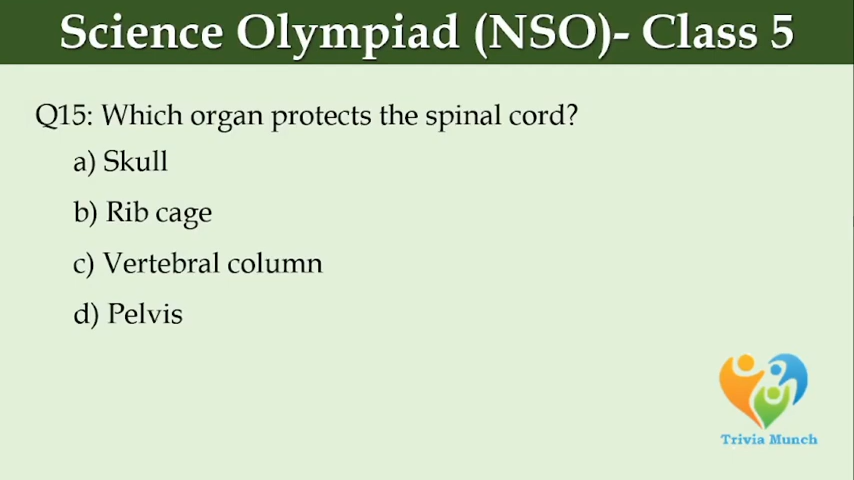 Science Olympiad (NSO)- Class 5
Q15: Which organ protects the spinal cord?
a) Skull
b) Rib cage
c) Vertebral column
d) Pelvis
Trivia Munch